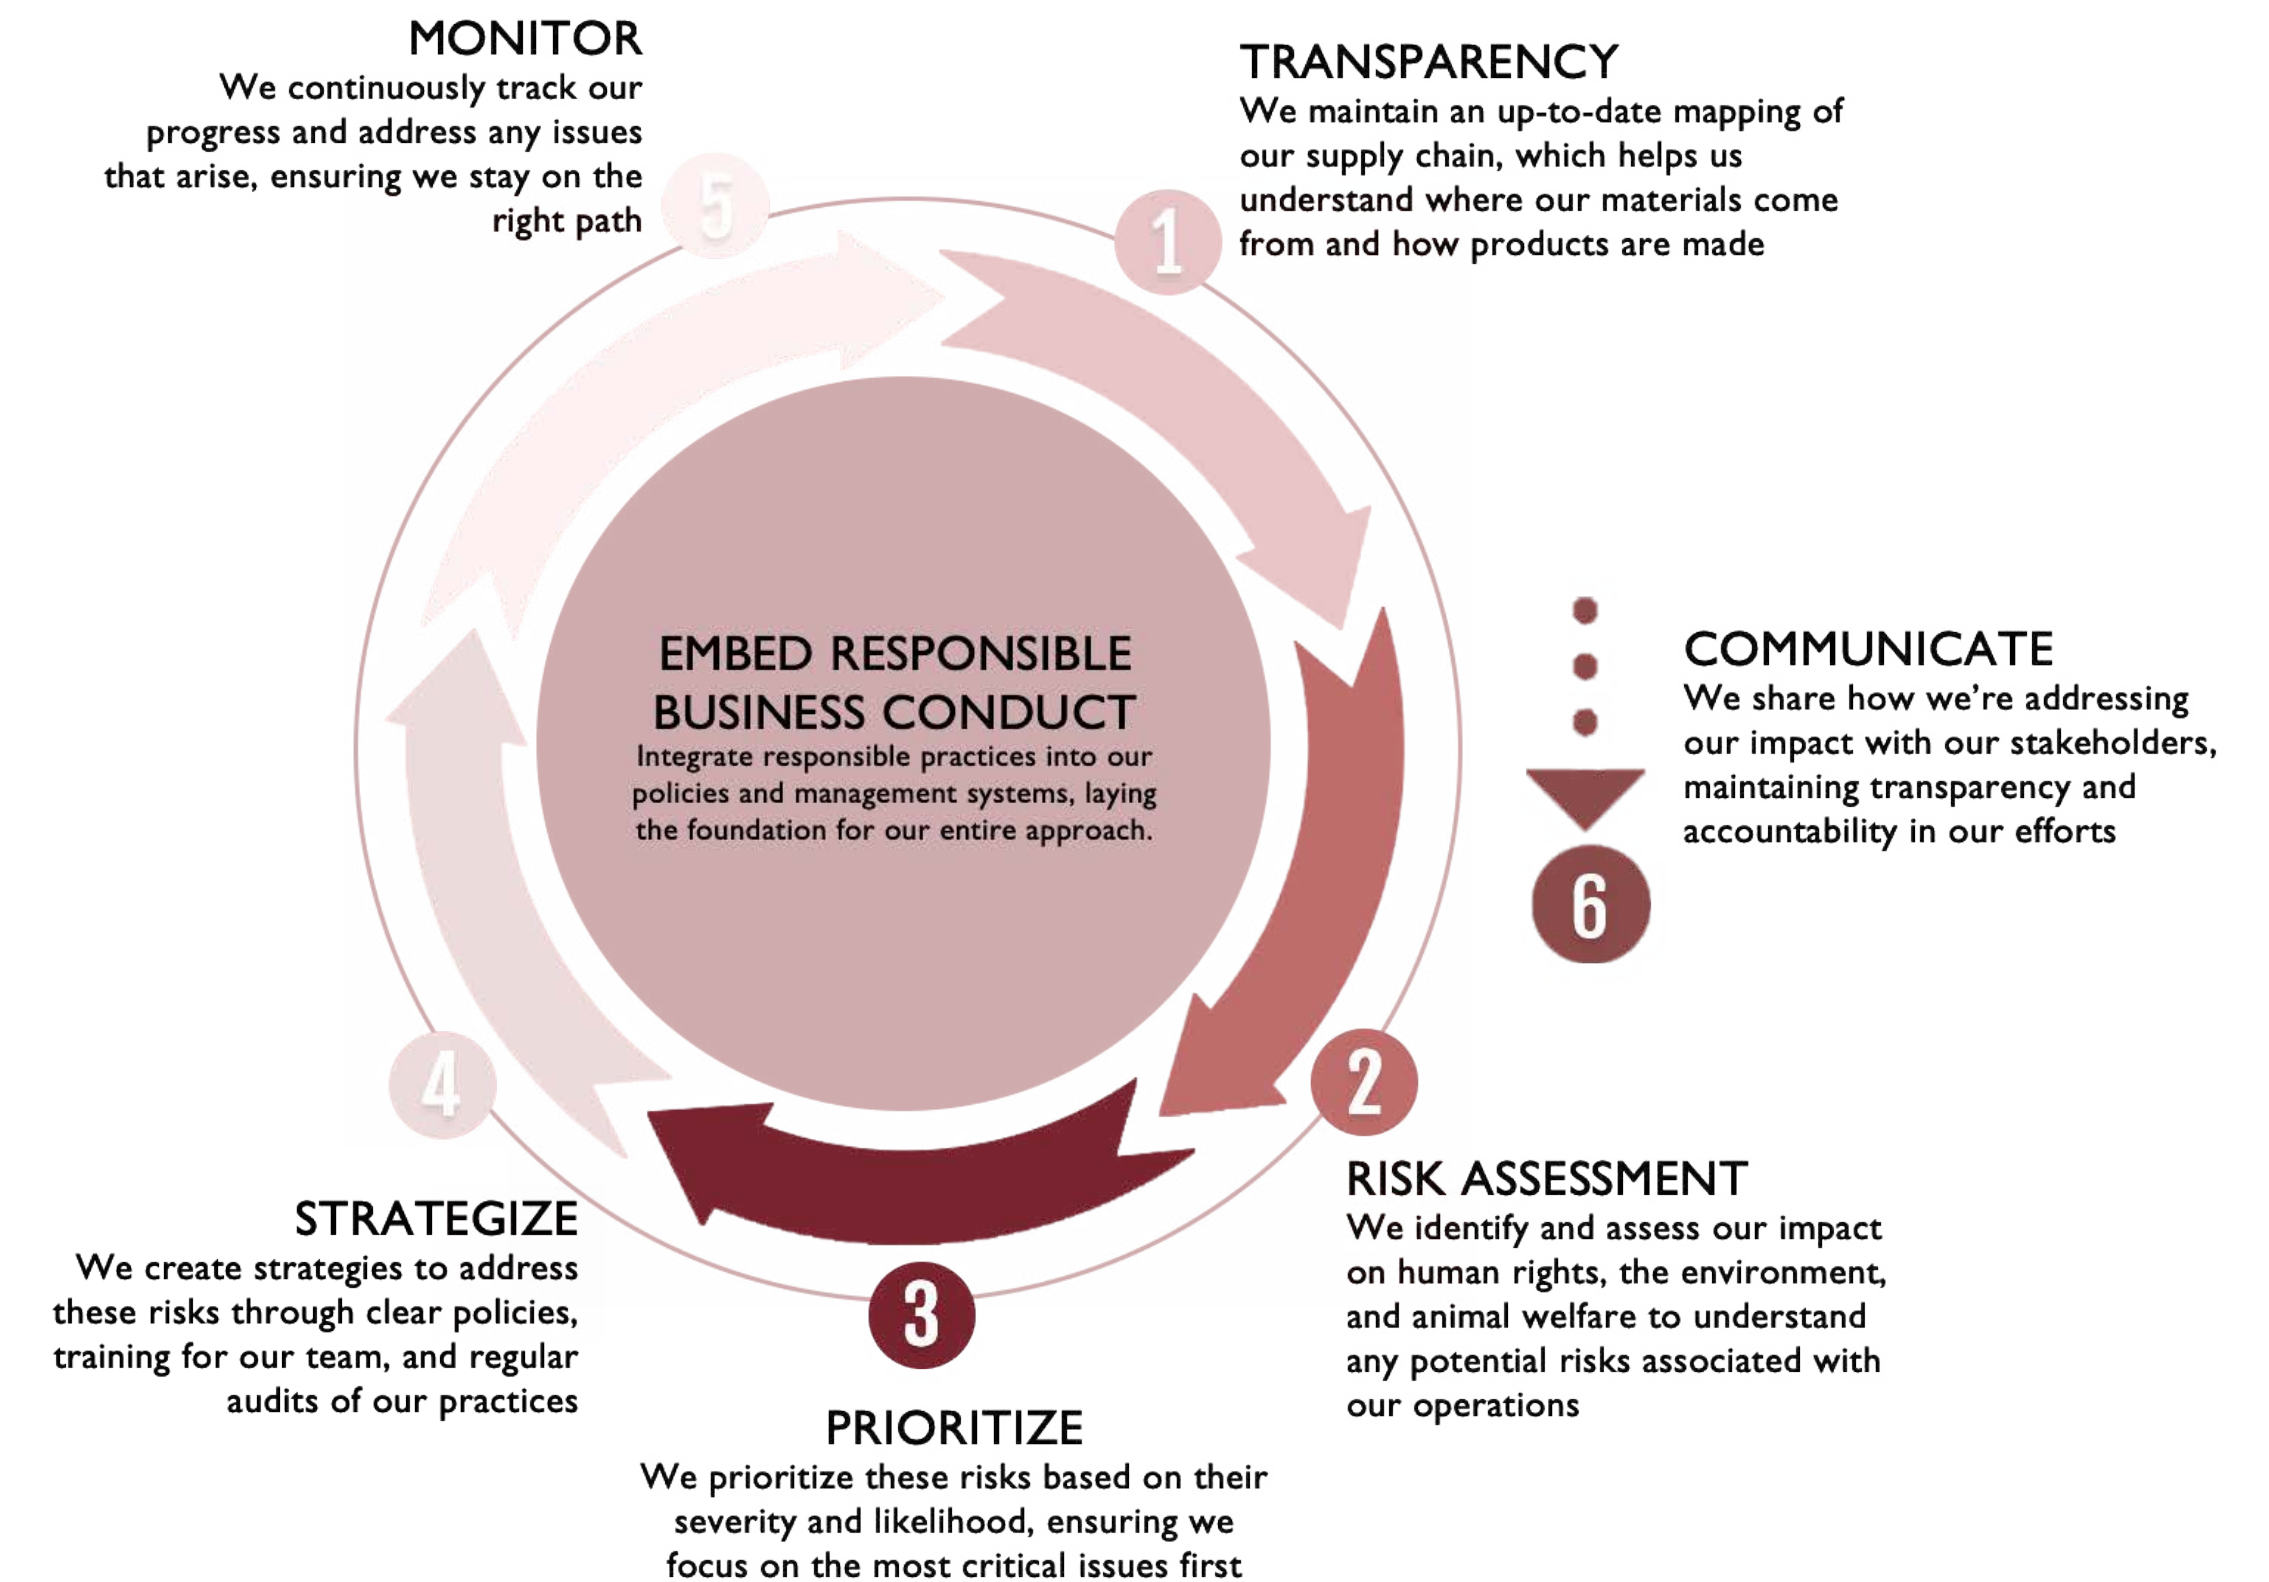 MONITOR
We continuously track our
progress and address any issues
that arise, ensuring we stay on the
right path
5
1
TRANSPARENCY
We maintain an up-to-date mapping of
our supply chain, which helps us
understand where our materials come
from and how products are made
EMBED RESPONSIBLE
BUSINESS CONDUCT
Integrate responsible practices into our
policies and management systems, laying
the foundation for our entire approach.
COMMUNICATE
We share how we're addressing
our impact with our stakeholders,
maintaining transparency and
accountability in our efforts
6
4
STRATEGIZE
We create strategies to address
these risks through clear policies,
training for our team, and regular
audits of our practices
2
RISK ASSESSMENT
We identify and assess our impact
on human rights, the environment,
and animal welfare to understand
any potential risks associated with
our operations
3
PRIORITIZE
We prioritize these risks based on their
severity and likelihood, ensuring we
focus on the most critical issues first